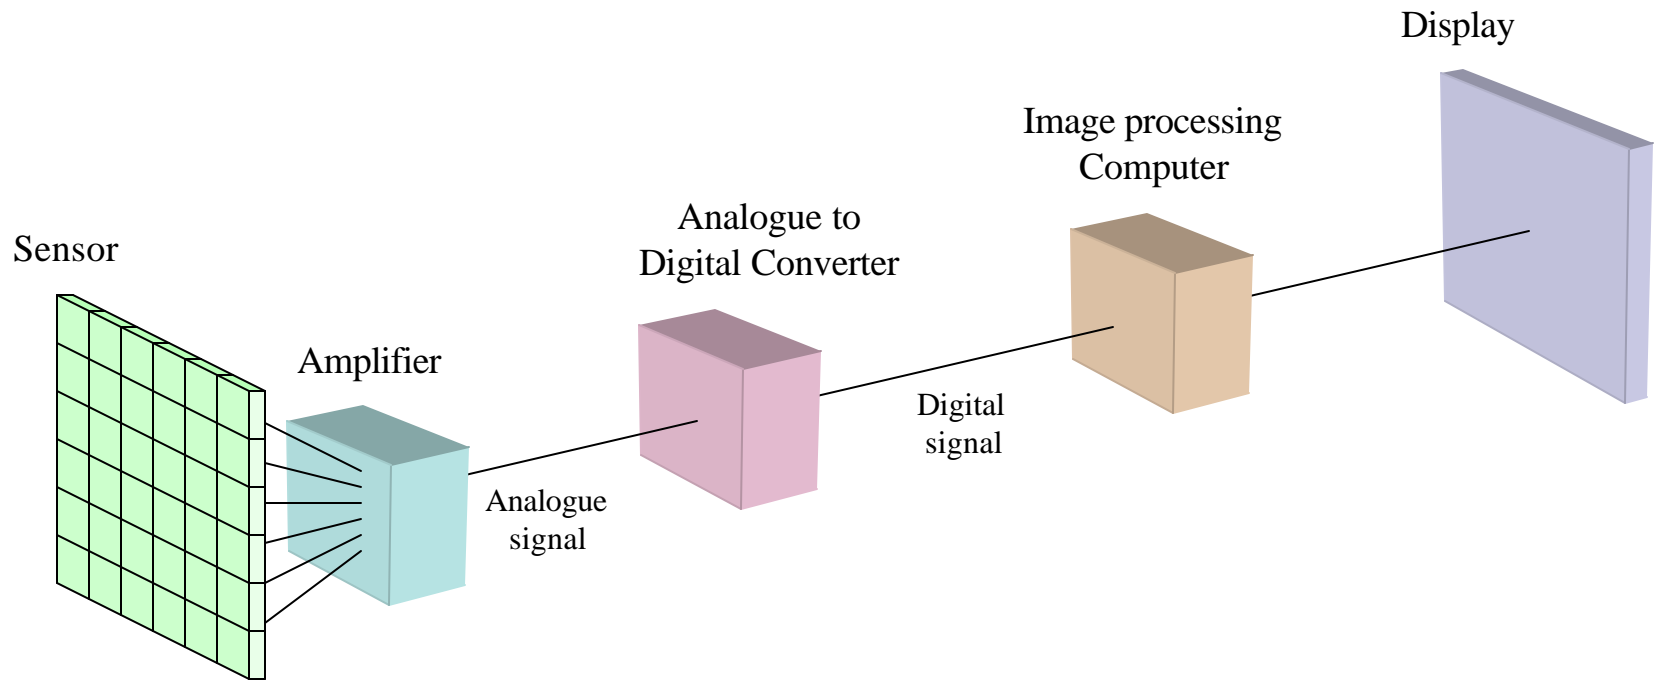 Sensor
Amplifier
Analogue
signal
Analogue to
Digital Converter
Digital
signal
Image processing
Computer
Display